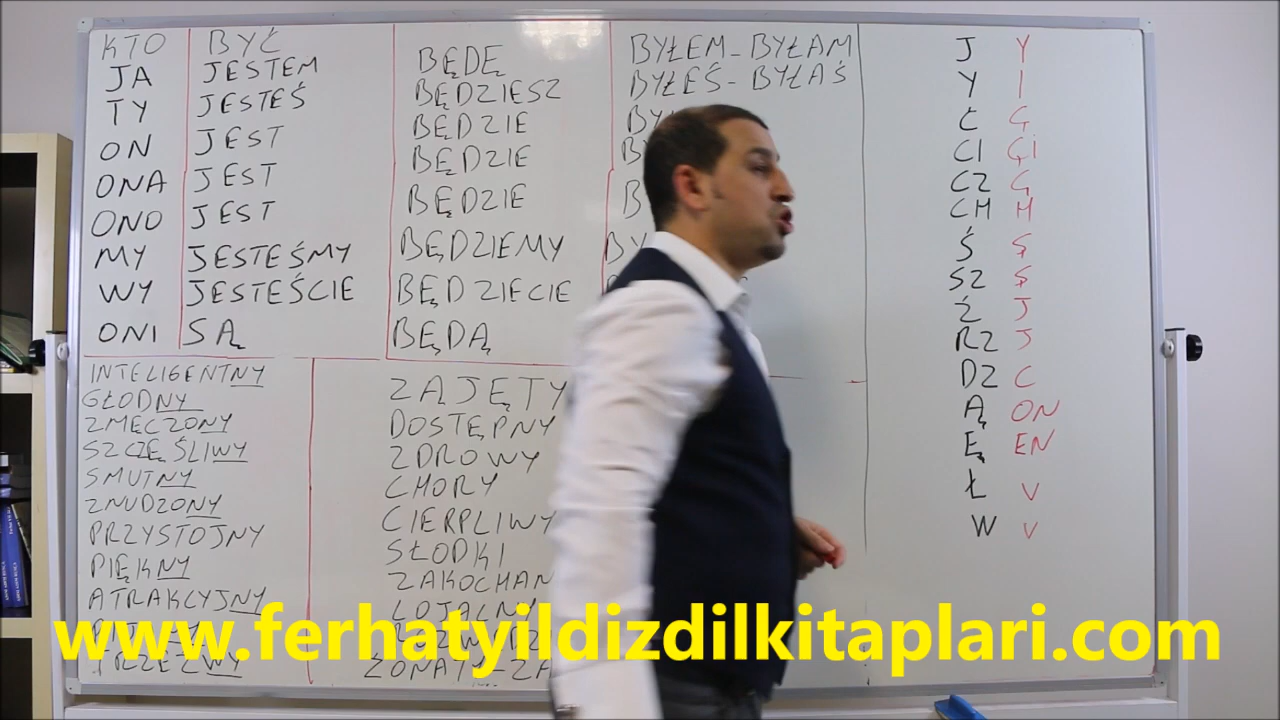 KTO BYĆ
JA JESTEM BĘDĘ BYŁEM-BYŁAM
TY JESTEŚ BĘDZIESZ BYŁEŚ-BYŁAŚ
ON JEST BĘDZIE
ONA JEST BĘDZIE
ONO JEST BĘDZIE
MY JESTEŚMY BĘDZIEMY
WY JESTEŚCIE BĘDZIECIE
ONI SĄ BĘDĄ
INTELIGENTNY
GŁODNY
ZMĘCZONY
SZCZĘŚLIWY
SMUTNY
ZNUDZONY
PRZYSTOJNY
PIĘKNY
ATRAKCYJNY
ZAJĘTY
DOSTĘPNY
ZDROWY
CHORY
CIERPLIWY
SŁODKI
ZAKOCHAN
LOJALNY
J Y
Y I
Ć Ç
CI Çİ
CZ Ç
CH H
Ś Ş
SZ Ş
Ź J
RZ J
DZ C
Ą ON
Ę EN
Ł V
W V
www.ferhatyildizdilkitaplari.com